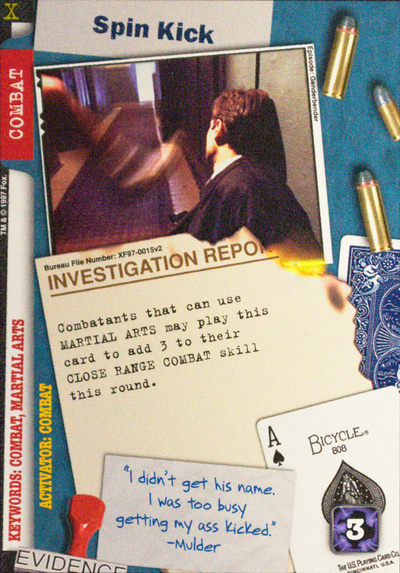 X
Spin Kick
COMBAT
Episode: Genderbender
TM & © 1997 Fox.
Bureau File Number: XF97-0015v2
INVESTIGATION REPO
Combatants that can use
MARTIAL ARTS may play this
card to add 3 to their
CLOSE RANGE COMBAT skill
this round.
KEYWORDS: COMBAT, MARTIAL ARTS
ACTIVATOR: COMBAT
"I didn't get his name.
I was too busy
getting my ass kicked."
-Mulder
A
BICYCLE®
808
3
THE U.S. PLAYING CARD CO.
CINCINNATI, U.S.A.
EVIDENCE